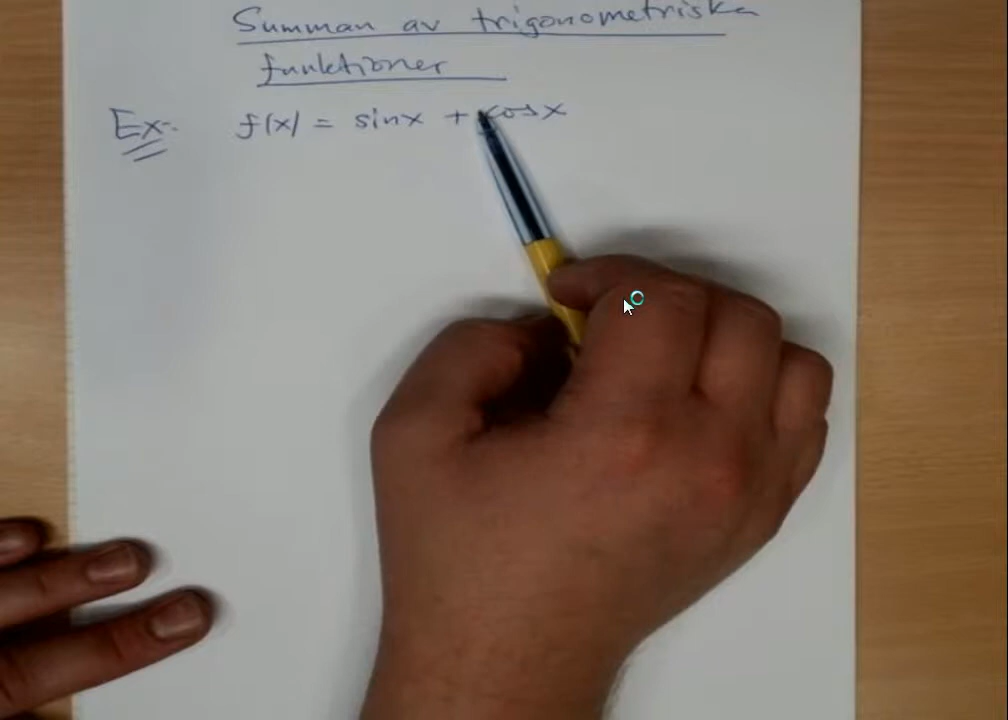 Summan av trigonometriska
funktioner
Ex:. f(x) = sinx + cosx